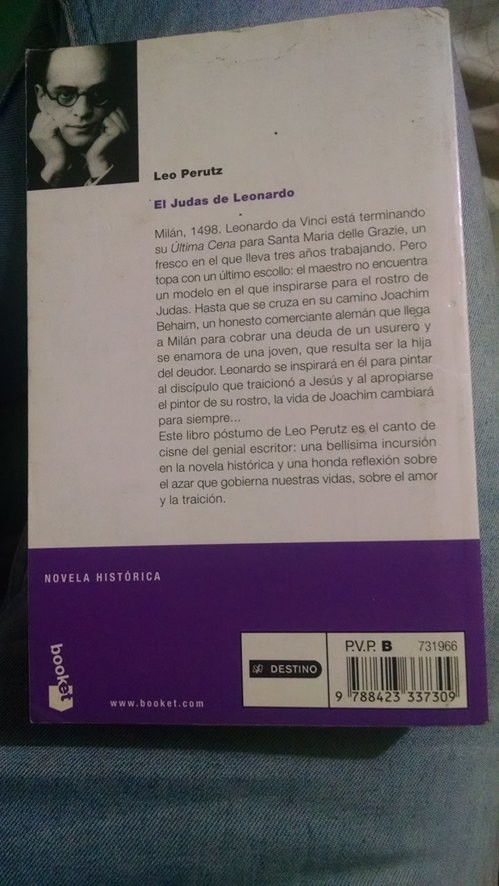 Leo Perutz
El Judas de Leonardo
Milán, 1498. Leonardo da Vinci está terminando
su Última Cena para Santa Maria delle Grazie, un
fresco en el que lleva tres años trabajando. Pero
topa con un último escollo: el maestro no encuentra
un modelo en el que inspirarse para el rostro de
Judas. Hasta que se cruza en su camino Joachim
Behaim, un honesto comerciante alemán que llega
a Milán para cobrar una deuda de un usurero y
se enamora de una joven, que resulta ser la hija
del deudor. Leonardo se inspirará en él para pintar
al discípulo que traicionó a Jesús y al apropiarse
el pintor de su rostro, la vida de Joachim cambiará
para siempre...
Este libro póstumo de Leo Perutz es el canto de
cisne del genial escritor: una bellísima incursión
en la novela histórica y una honda reflexión sobre
el azar que gobierna nuestras vidas, sobre el amor
y la traición.
NOVELA HISTÓRICA
booket
www.booket.com
DESTINO
P.V.P. B 731966
9 788423 337309